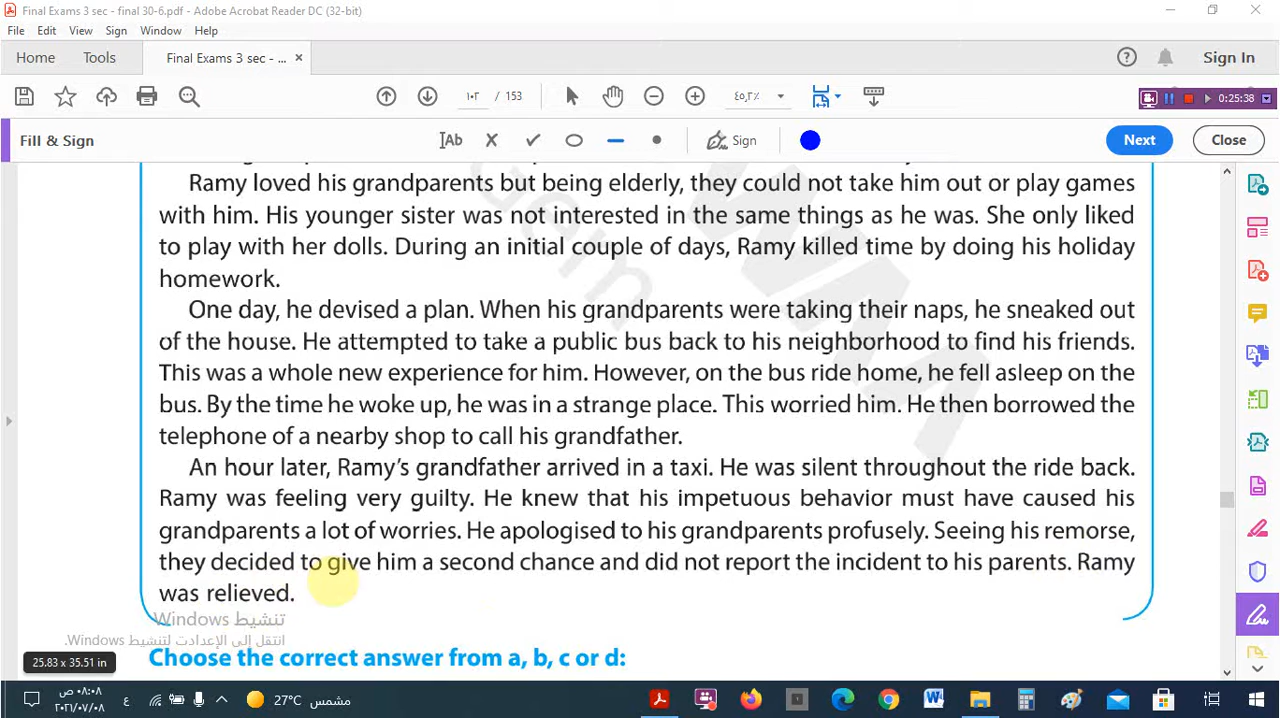 Final Exams 3 sec - final 30-6.pdf - Adobe Acrobat Reader DC (32-bit)
File Edit View Sign Window Help
Home Tools Final Exams 3 sec - ... Sign In
١٠٢ / 153 ٤٥,٢٪ 0:25:38
Fill & Sign Ab Sign Next Close
Ramy loved his grandparents but being elderly, they could not take him out or play games
with him. His younger sister was not interested in the same things as he was. She only liked
to play with her dolls. During an initial couple of days, Ramy killed time by doing his holiday
homework.
One day, he devised a plan. When his grandparents were taking their naps, he sneaked out
of the house. He attempted to take a public bus back to his neighborhood to find his friends.
This was a whole new experience for him. However, on the bus ride home, he fell asleep on the
bus. By the time he woke up, he was in a strange place. This worried him. He then borrowed the
telephone of a nearby shop to call his grandfather.
An hour later, Ramy's grandfather arrived in a taxi. He was silent throughout the ride back.
Ramy was feeling very guilty. He knew that his impetuous behavior must have caused his
grandparents a lot of worries. He apologised to his grandparents profusely. Seeing his remorse,
they decided to give him a second chance and did not report the incident to his parents. Ramy
was relieved.
تنشيط Windows
انتقل إلى الإعدادات لتنشيط Windows.
25.83 x 35.51 in
Choose the correct answer from a, b, c or d:
٠٨:٠٨ ص
٢٠٢١/٠٧/٠٨
ع
27°C مشمس